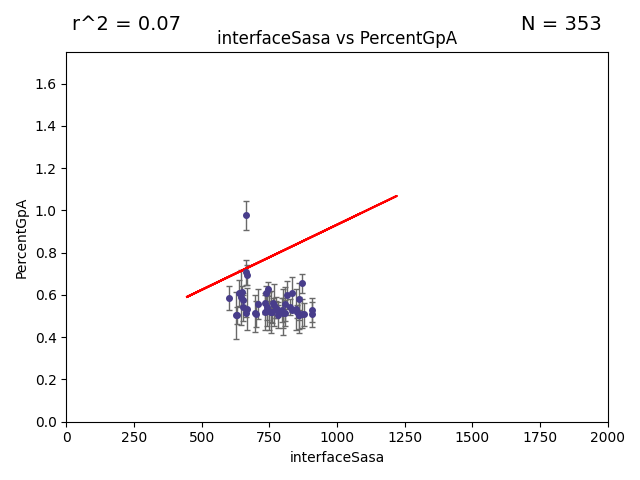 r^2 = 0.07
N = 353
interfaceSasa vs PercentGpA
PercentGpA
1.6
1.4
1.2
1.0
0.8
0.6
0.4
0.2
0.0
0 250 500 750 1000 1250 1500 1750 2000
interfaceSasa